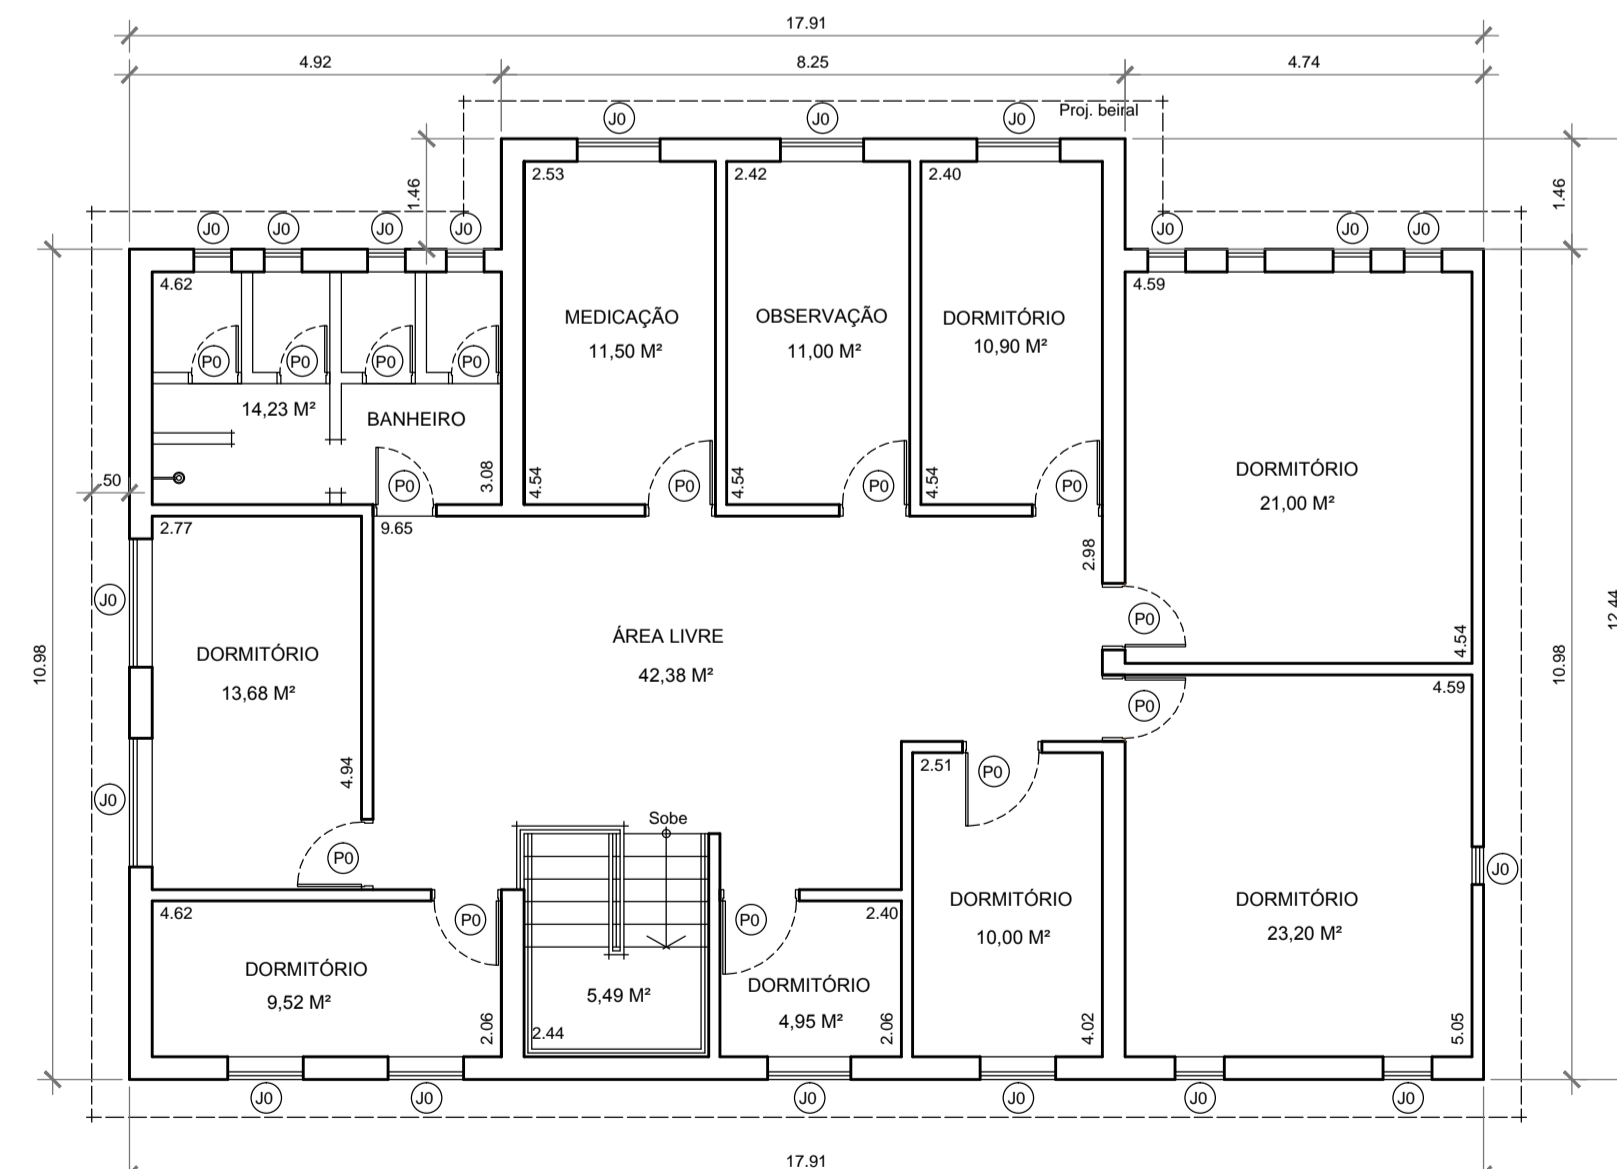 17.91
4.92
8.25
4.74
Proj. beiral
J0
J0
J0
1.46
1.46
2.53
2.42
2.40
J0
J0
J0
J0
J0
J0
J0
4.62
4.59
MEDICAÇÃO
11,50 M²
OBSERVAÇÃO
11,00 M²
DORMITÓRIO
10,90 M²
P0
P0
P0
P0
14,23 M²
BANHEIRO
DORMITÓRIO
21,00 M²
50
P0
3.08
4.54
P0
4.54
P0
4.54
P0
2.77
9.65
2.98
J0
P0
12.44
ÁREA LIVRE
42,38 M²
4.54
DORMITÓRIO
13,68 M²
10.98
10.98
4.59
P0
4.94
2.51
P0
J0
Sobe
P0
J0
4.62
P0
P0
2.40
DORMITÓRIO
10,00 M²
DORMITÓRIO
23,20 M²
DORMITÓRIO
9,52 M²
5,49 M²
DORMITÓRIO
4,95 M²
2.06
2.44
2.06
4.02
5.05
J0
J0
J0
J0
J0
J0
17.91